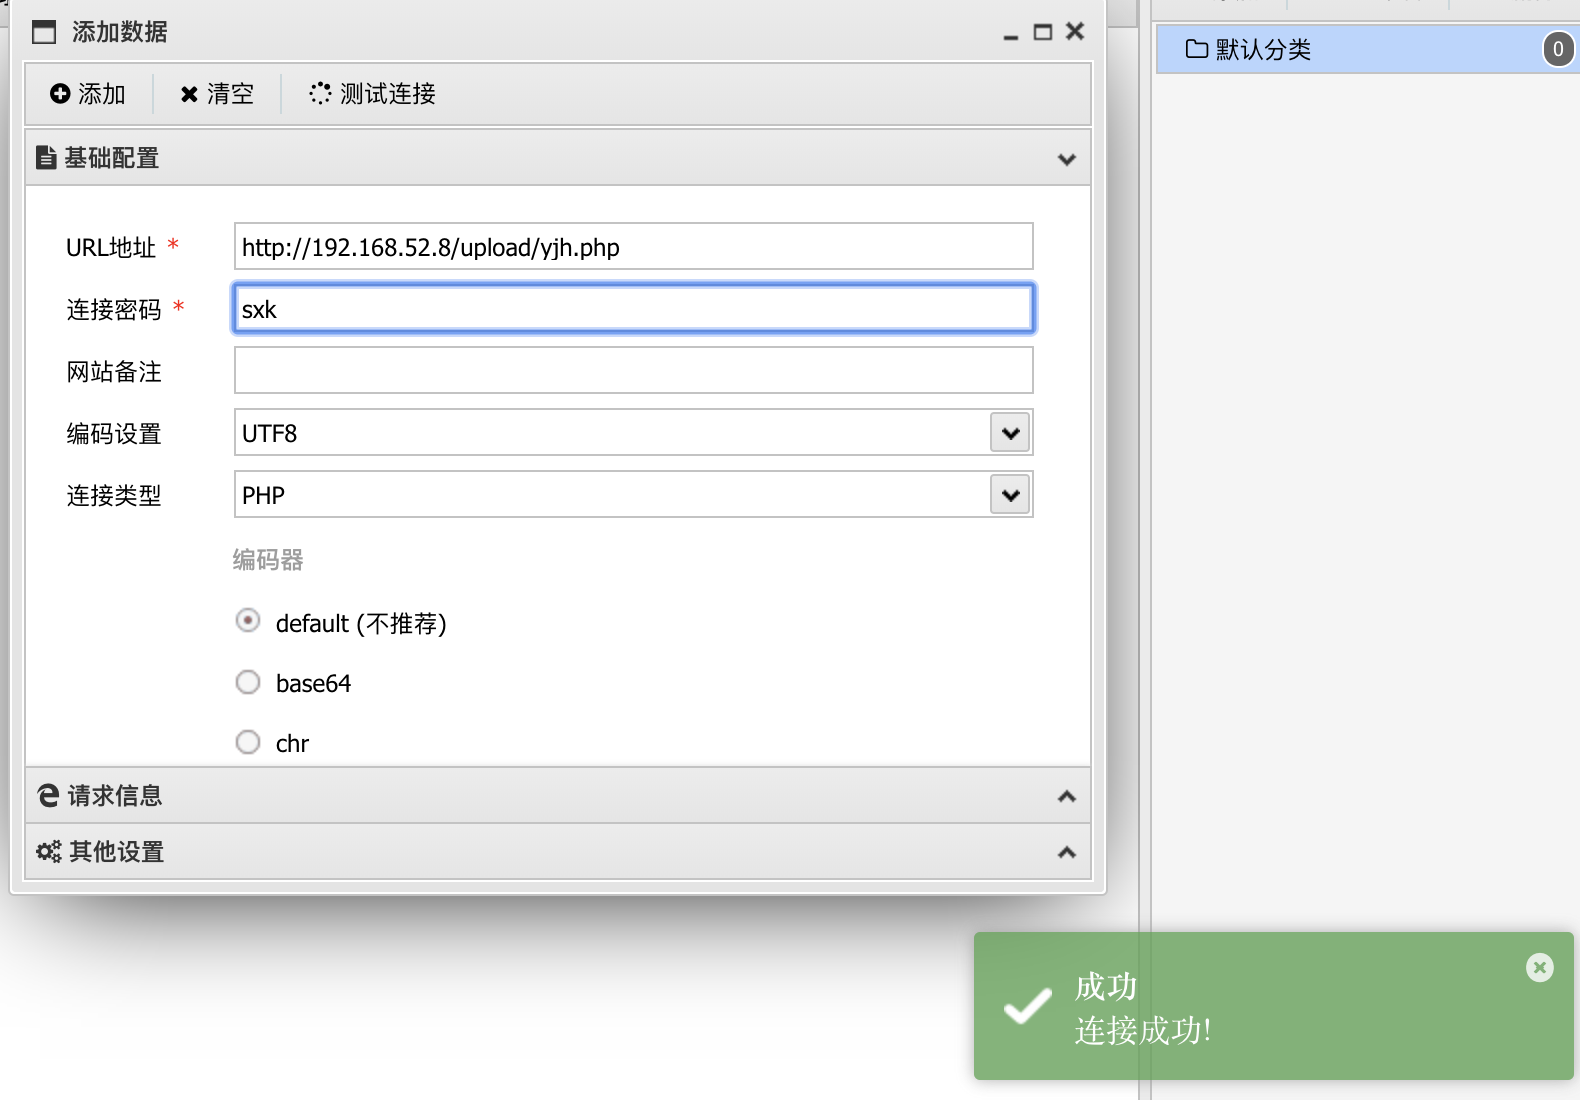 添加数据
添加 清空 测试连接
基础配置
URL地址 * http://192.168.52.8/upload/yjh.php
连接密码 * sxk
网站备注
编码设置 UTF8
连接类型 PHP
编码器
default (不推荐)
base64
chr
请求信息
其他设置
默认分类 0
成功
连接成功!